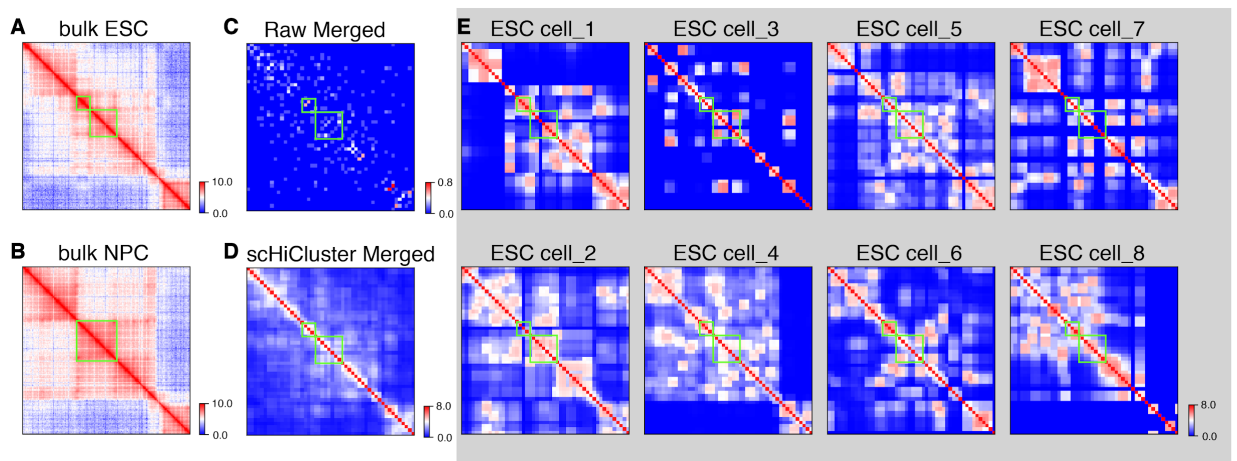 A
bulk ESC
10.0
0.0
C
Raw Merged
0.8
0.0
E
ESC cell_1
ESC cell_3
ESC cell_5
ESC cell_7
B
bulk NPC
10.0
0.0
D
scHiCluster Merged
8.0
0.0
ESC cell_2
ESC cell_4
ESC cell_6
ESC cell_8
8.0
0.0